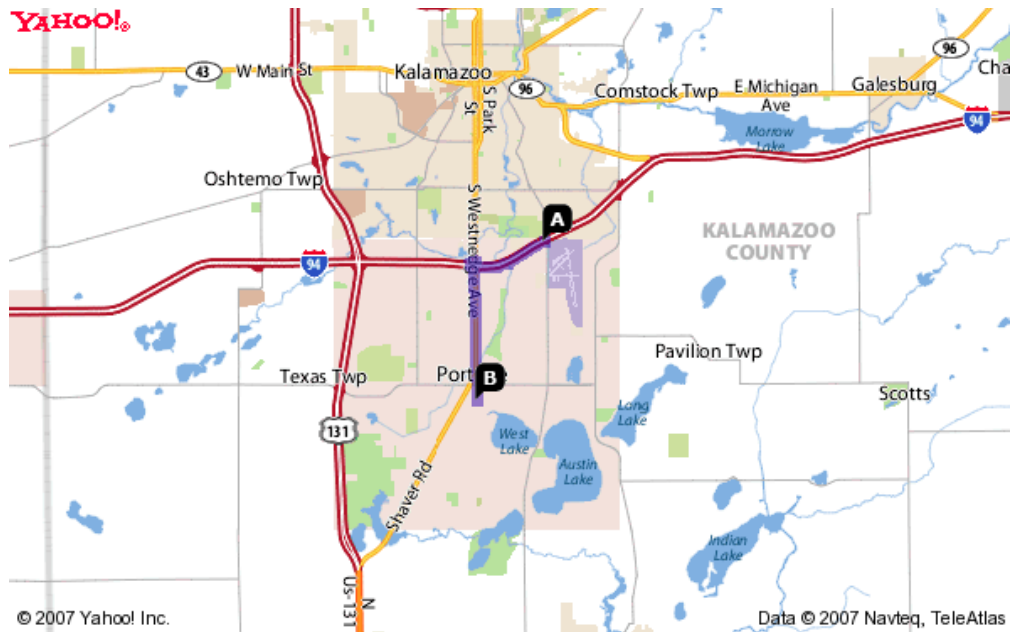 YAHOO!®
43
W Main St
Kalamazoo
S Park
St
96
Comstock Twp
E Michigan
Ave
Galesburg
96
Cha
94
Morrow
Lake
Oshtemo Twp
S Westnedge Ave
A
KALAMAZOO
COUNTY
94
Pavilion Twp
Texas Twp
Port
B
Scotts
131
Long
Lake
West
Lake
Austin
Lake
Shaver Rd
Indian
Lake
N
Us-131
© 2007 Yahoo! Inc.
Data © 2007 Navteq, TeleAtlas